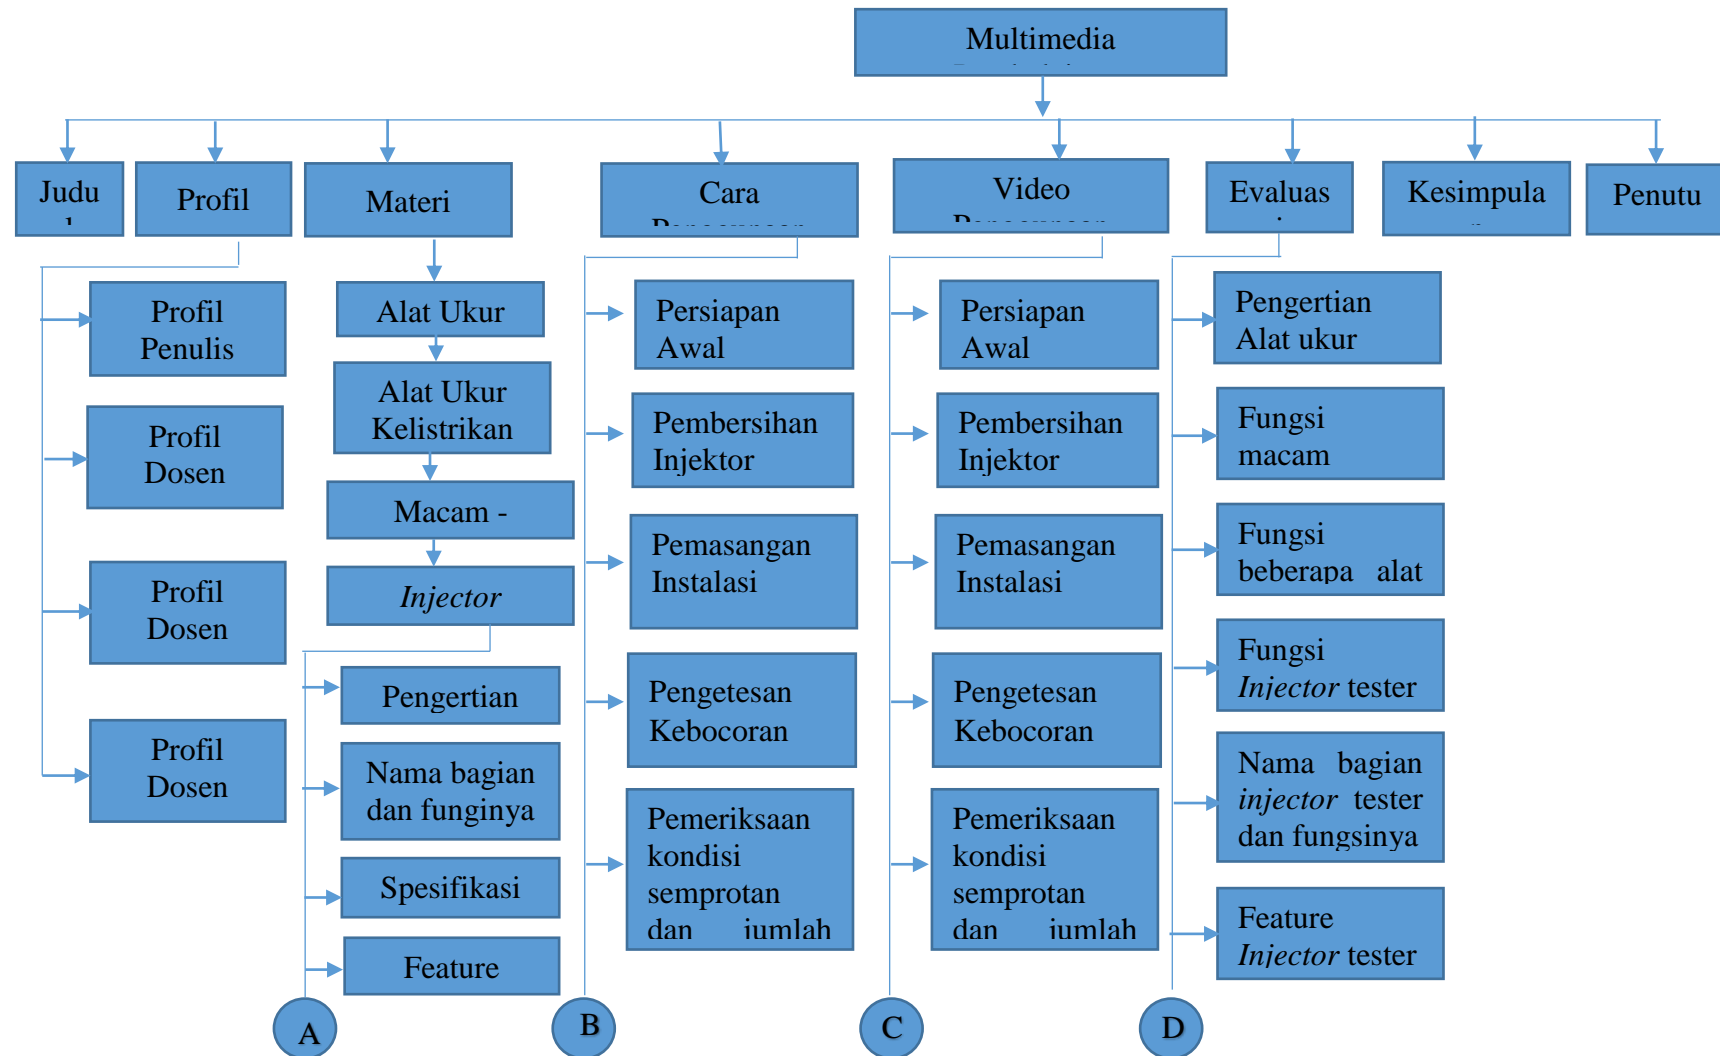 Multimedia
Judu
Profil
Materi
Cara
Video
Evaluas
Kesimpula
Penutu
Profil
Penulis
Profil
Dosen
Profil
Dosen
Profil
Dosen
Alat Ukur
Alat Ukur
Kelistrikan
Macam -
Injector
Pengertian
Nama bagian
dan funginya
Spesifikasi
Feature
A
Persiapan
Awal
Pembersihan
Injektor
Pemasangan
Instalasi
Pengetesan
Kebocoran
Pemeriksaan
kondisi
semprotan
dan jumlah
B
Persiapan
Awal
Pembersihan
Injektor
Pemasangan
Instalasi
Pengetesan
Kebocoran
Pemeriksaan
kondisi
semprotan
dan jumlah
C
Pengertian
Alat ukur
Fungsi
macam
Fungsi
beberapa alat
Fungsi
Injector tester
Nama bagian
injector tester
dan fungsinya
Feature
Injector tester
D